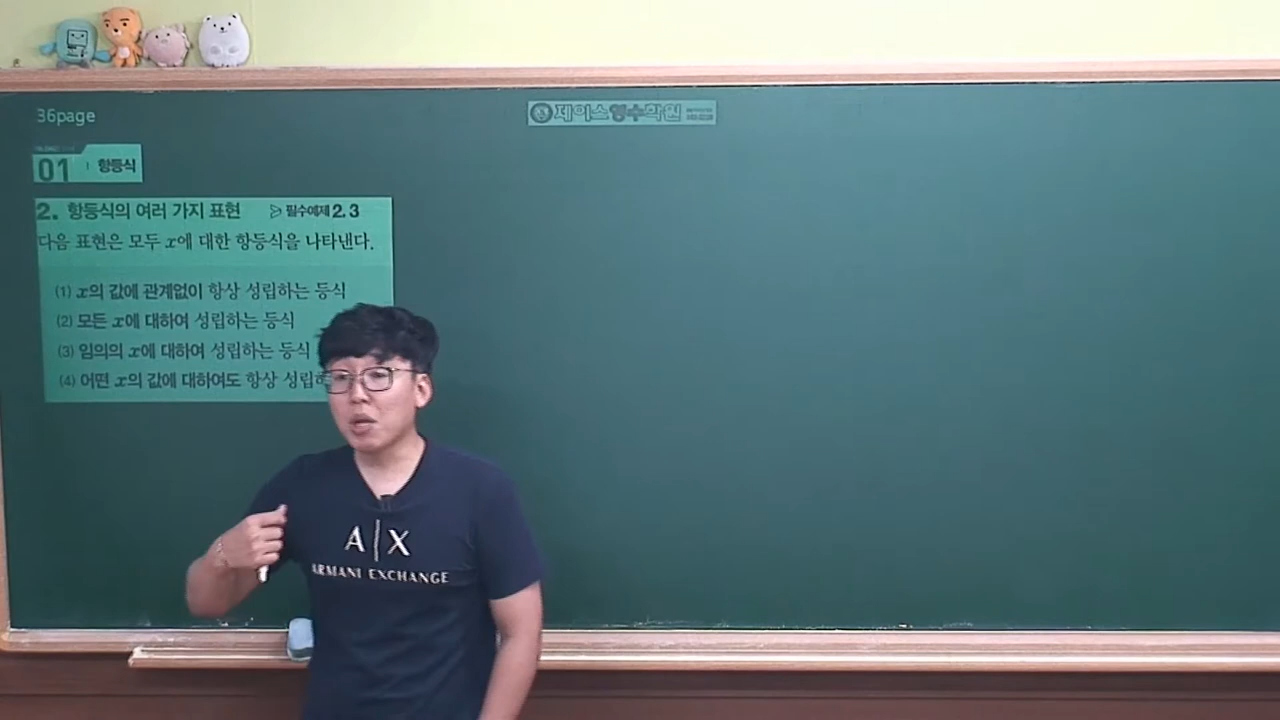 36page
제이스영수학원
01 항등식
2. 항등식의 여러 가지 표현 필수예제 2, 3
다음 표현은 모두 x에 대한 항등식을 나타낸다.
(1) x의 값에 관계없이 항상 성립하는 등식
(2) 모든 x에 대하여 성립하는 등식
(3) 임의의 x에 대하여 성립하는 등식
(4) 어떤 x의 값에 대하여도 항상
A|X
ARMANI EXCHANGE